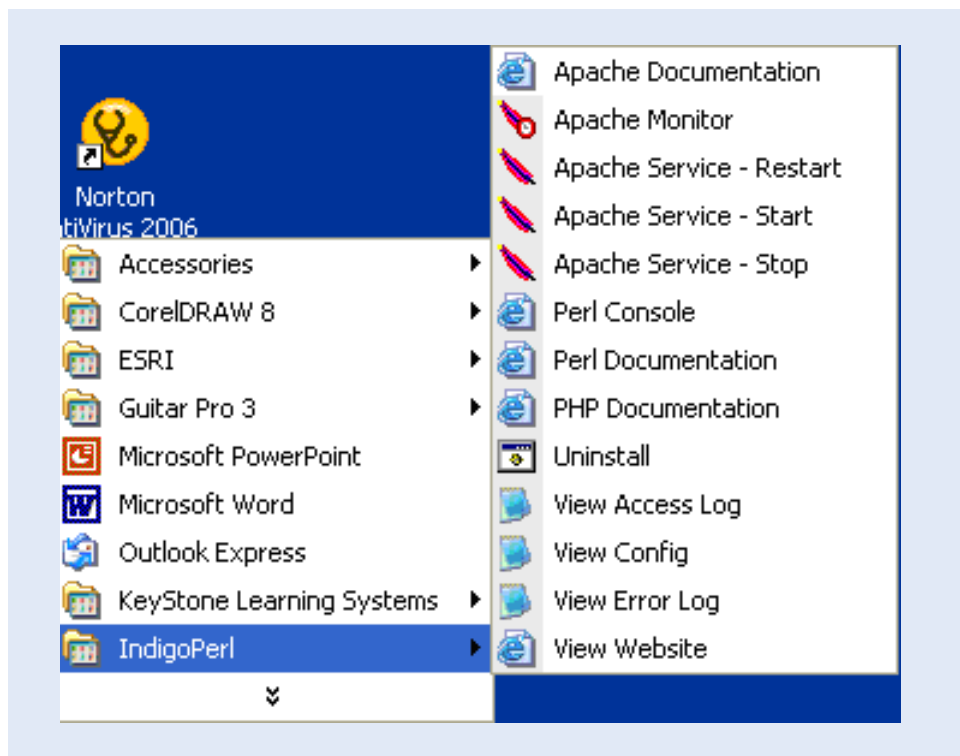 Norton
tiVirus 2006
Accessories
CorelDRAW 8
ESRI
Guitar Pro 3
Microsoft PowerPoint
Microsoft Word
Outlook Express
KeyStone Learning Systems
IndigoPerl
Apache Documentation
Apache Monitor
Apache Service - Restart
Apache Service - Start
Apache Service - Stop
Perl Console
Perl Documentation
PHP Documentation
Uninstall
View Access Log
View Config
View Error Log
View Website